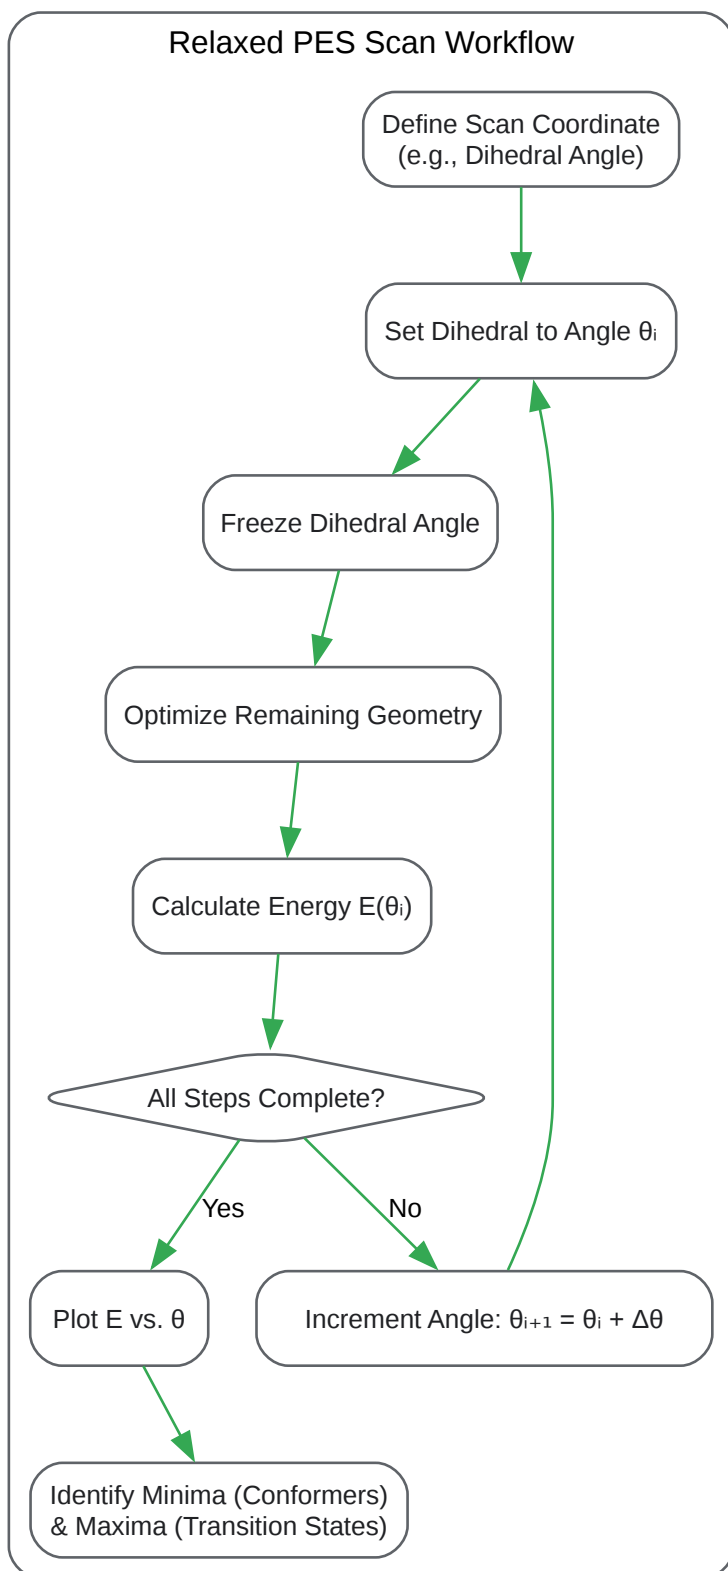 Relaxed PES Scan Workflow
Define Scan Coordinate
(e.g., Dihedral Angle)
Set Dihedral to Angle θᵢ
Freeze Dihedral Angle
Optimize Remaining Geometry
Calculate Energy E(θᵢ)
All Steps Complete?
Yes
No
Plot E vs. θ
Increment Angle: θᵢ₊₁ = θᵢ + Δθ
Identify Minima (Conformers)
& Maxima (Transition States)